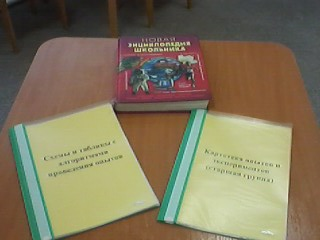 НОВАЯ
ЭНЦИКЛОПЕДИЯ
ШКОЛЬНИКА
Схемы и таблицы с
алгоритмами
проведения опытов
Картотека опытов и
экспериментов
(старшая группа)